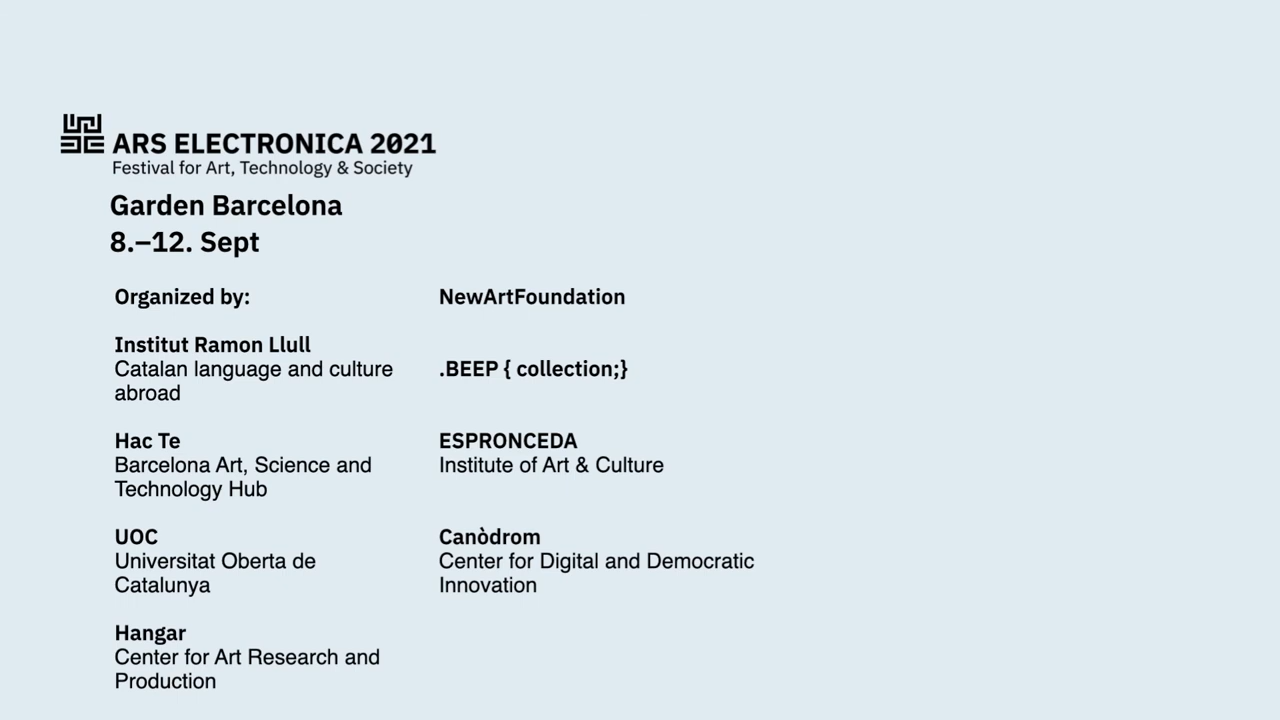 ARS ELECTRONICA 2021
Festival for Art, Technology & Society
Garden Barcelona
8.–12. Sept
Organized by:
Institut Ramon Llull
Catalan language and culture
abroad
Hac Te
Barcelona Art, Science and
Technology Hub
UOC
Universitat Oberta de
Catalunya
Hangar
Center for Art Research and
Production
NewArtFoundation
.BEEP { collection;}
ESPRONCEDA
Institute of Art & Culture
Canòdrom
Center for Digital and Democratic
Innovation